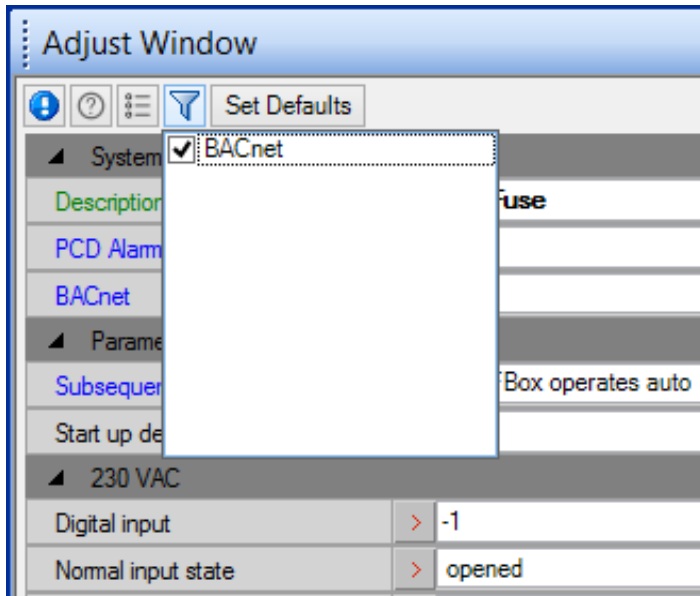 Adjust Window
Set Defaults
BACnet
System
Description
Fuse
PCD Alarm
BACnet
Parame
Subsequen
FBox operates auto
Start up de
230 VAC
Digital input > -1
Normal input state > opened